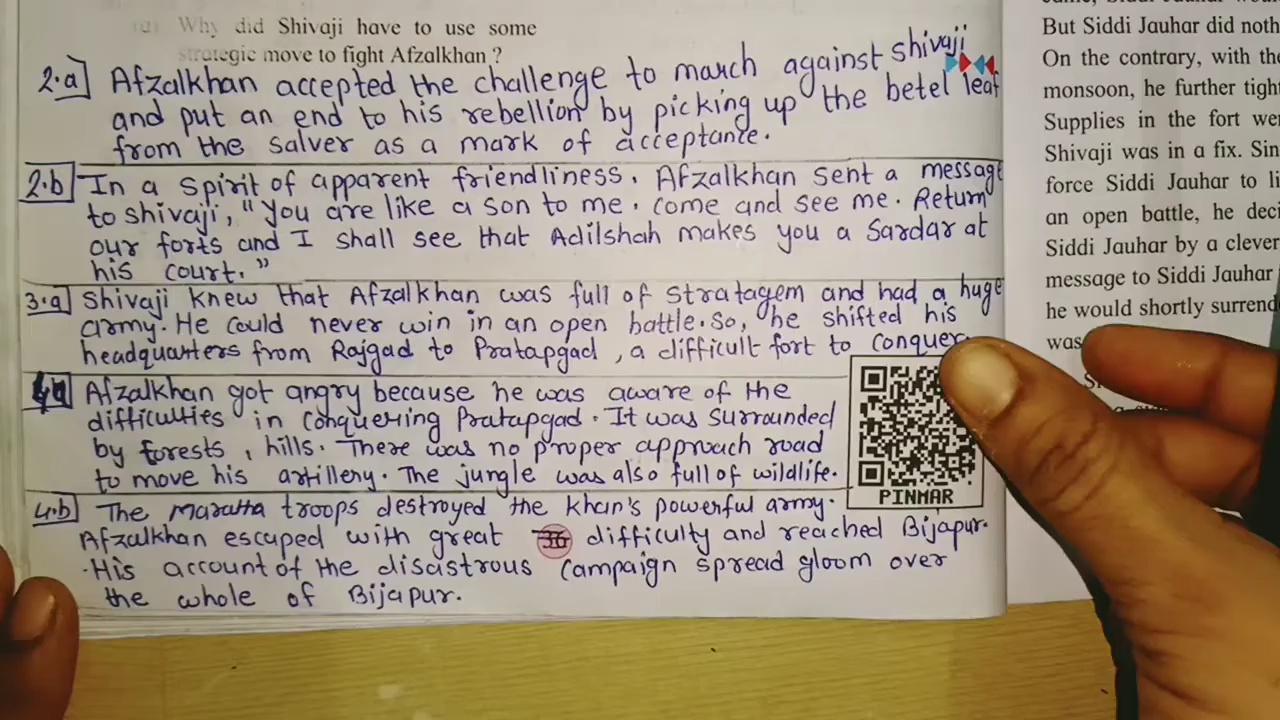 Why did Shivaji have to use some
strategic move to fight Afzalkhan ?
2.a] Afzalkhan accepted the challenge to march against shivaji
and put an end to his rebellion by picking up the betel leaf
from the salver as a mark of acceptance.
2.b In a spirit of apparent friendliness, Afzalkhan sent a message
to shivaji, "You are like a son to me. Come and see me. Return
our forts and I shall see that Adilshah makes you a Sardar at
his court."
3.a Shivaji knew that Afzalkhan was full of stratagem and had a huge
army. He could never win in an open battle. So, he shifted his
headquarters from Rajgad to Pratapgad, a difficult fort to conquer.
4a Afzalkhan got angry because he was aware of the
difficulties in conquering Pratapgad. It was surrounded
by forests, hills. There was no proper approach road
to move his artillery. The jungle was also full of wildlife.
PINMAR
4.b The Maratta troops destroyed the khan's powerful army.
Afzalkhan escaped with great difficulty and reached Bijapur.
His account of the disastrous campaign spread gloom over
the whole of Bijapur.
But Siddi Jauhar did noth
On the contrary, with the
monsoon, he further tight
Supplies in the fort wer
Shivaji was in a fix. Sin
force Siddi Jauhar to li
an open battle, he deci
Siddi Jauhar by a clever
message to Siddi Jauhar
he would shortly surrend
was